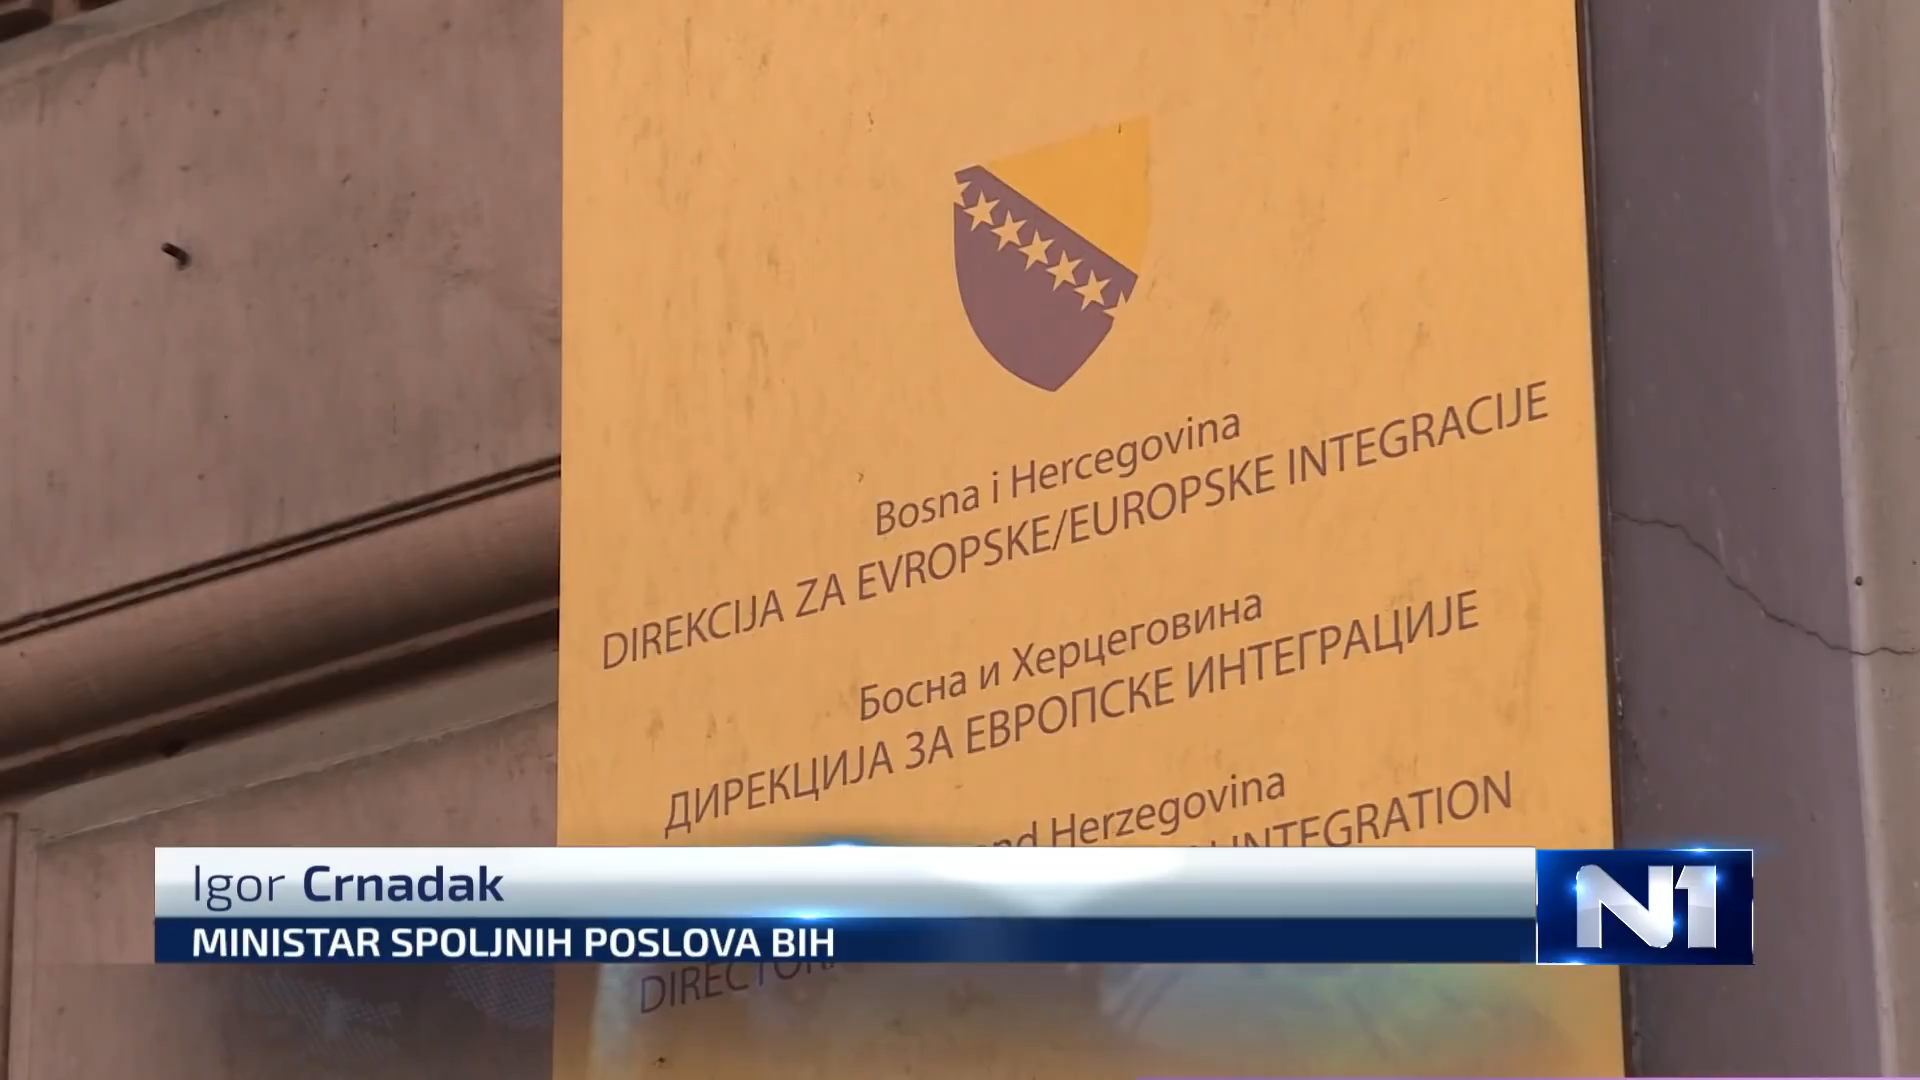 Bosna i Hercegovina
DIREKCIJA ZA EVROPSKE/EUROPSKE INTEGRACIJE
Босна и Херцеговина
ДИРЕКЦИЈА ЗА ЕВРОПСКЕ ИНТЕГРАЦИЈЕ
Herzegovina
INTEGRATION
Igor Crnadak
MINISTAR SPOLJNIH POSLOVA BIH
N1